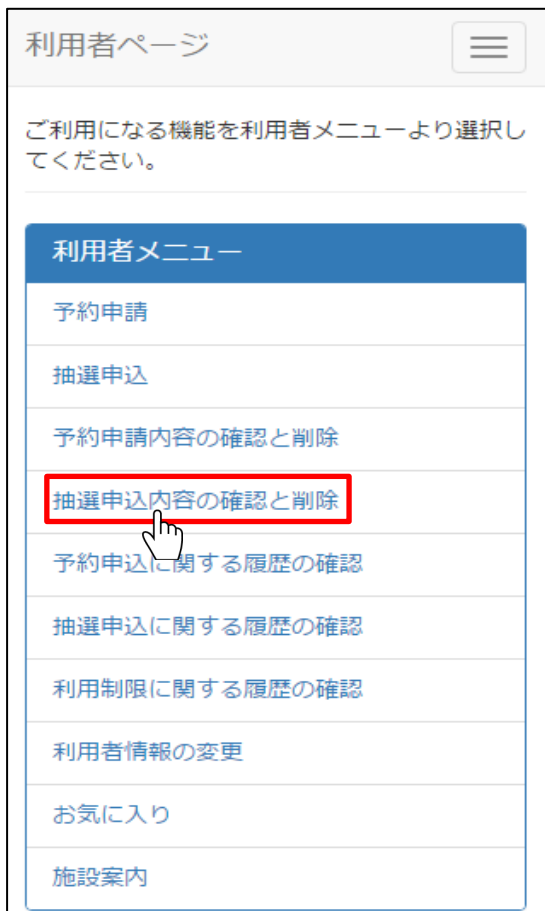 利用者ページ
ご利用になる機能を利用者メニューより選択し
てください。
利用者メニュー
予約申請
抽選申込
予約申請内容の確認と削除
抽選申込内容の確認と削除
予約申込に関する履歴の確認
抽選申込に関する履歴の確認
利用制限に関する履歴の確認
利用者情報の変更
お気に入り
施設案内